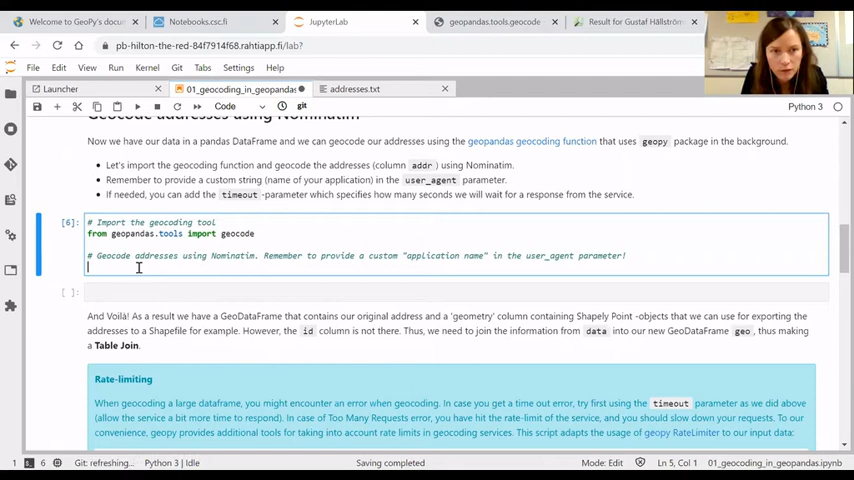 Welcome to GeoPy's docum
Notebooks.csc.fi
JupyterLab
geopandas.tools.geocode
Result for Gustaf Hällström
pb-hilton-the-red-84f7914f68.rahtiapp.fi/lab?
File Edit View Run Kernel Git Tabs Settings Help
Launcher
01_geocoding_in_geopandas
addresses.txt
Code
git
Python 3
Geocode addresses using Nominatim
Now we have our data in a pandas DataFrame and we can geocode our addresses using the geopandas geocoding function that uses geopy package in the background.
• Let's import the geocoding function and geocode the addresses (column addr ) using Nominatim.
• Remember to provide a custom string (name of your application) in the user_agent parameter.
• If needed, you can add the timeout -parameter which specifies how many seconds we will wait for a response from the service.
[6]:
# Import the geocoding tool
from geopandas.tools import geocode
# Geocode addresses using Nominatim. Remember to provide a custom "application name" in the user_agent parameter!
[ ]:
And Voilà! As a result we have a GeoDataFrame that contains our original address and a 'geometry' column containing Shapely Point -objects that we can use for exporting the
addresses to a Shapefile for example. However, the id column is not there. Thus, we need to join the information from data into our new GeoDataFrame geo , thus making
a Table Join.
Rate-limiting
When geocoding a large dataframe, you might encounter an error when geocoding. In case you get a time out error, try first using the timeout parameter as we did above
(allow the service a bit more time to respond). In case of Too Many Requests error, you have hit the rate-limit of the service, and you should slow down your requests. To our
convenience, geopy provides additional tools for taking into account rate limits in geocoding services. This script adapts the usage of geopy RateLimiter to our input data:
1 6 Git: refreshing... Python 3 | Idle Saving completed Mode: Edit Ln 5, Col 1 01_geocoding_in_geopandas.ipynb